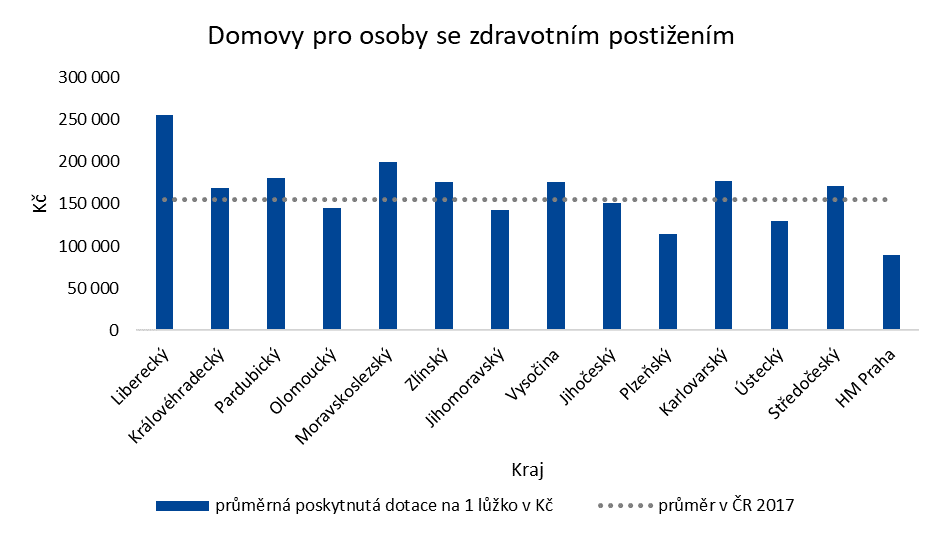 Domovy pro osoby se zdravotním postižením
300 000
250 000
200 000
150 000
100 000
50 000
0
Kč
Liberecký
Královéhradecký
Pardubický
Olomoucký
Moravskoslezský
Zlínský
Jihomoravský
Vysočina
Jihočeský
Plzeňský
Karlovarský
Ústecký
Středočeský
HM Praha
Kraj
průměrná poskytnutá dotace na 1 lůžko v Kč
průměr v ČR 2017